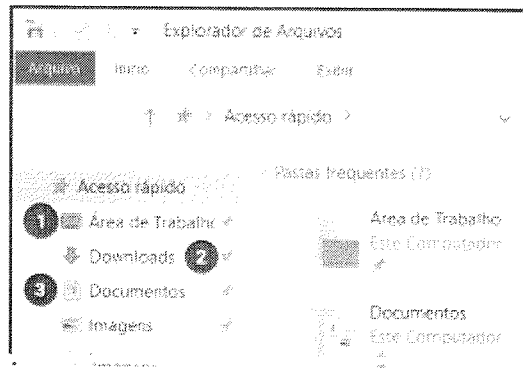 Explorador de Arquivos
Arquivo Início Compartilhar Exibir
Acesso rápido
Acesso rápido
1 Área de Trabalho
Downloads 2
3 Documentos
Imagens
Pastas frequentes (7)
Área de Trabalho
Este Computador
Documentos
Este Computador